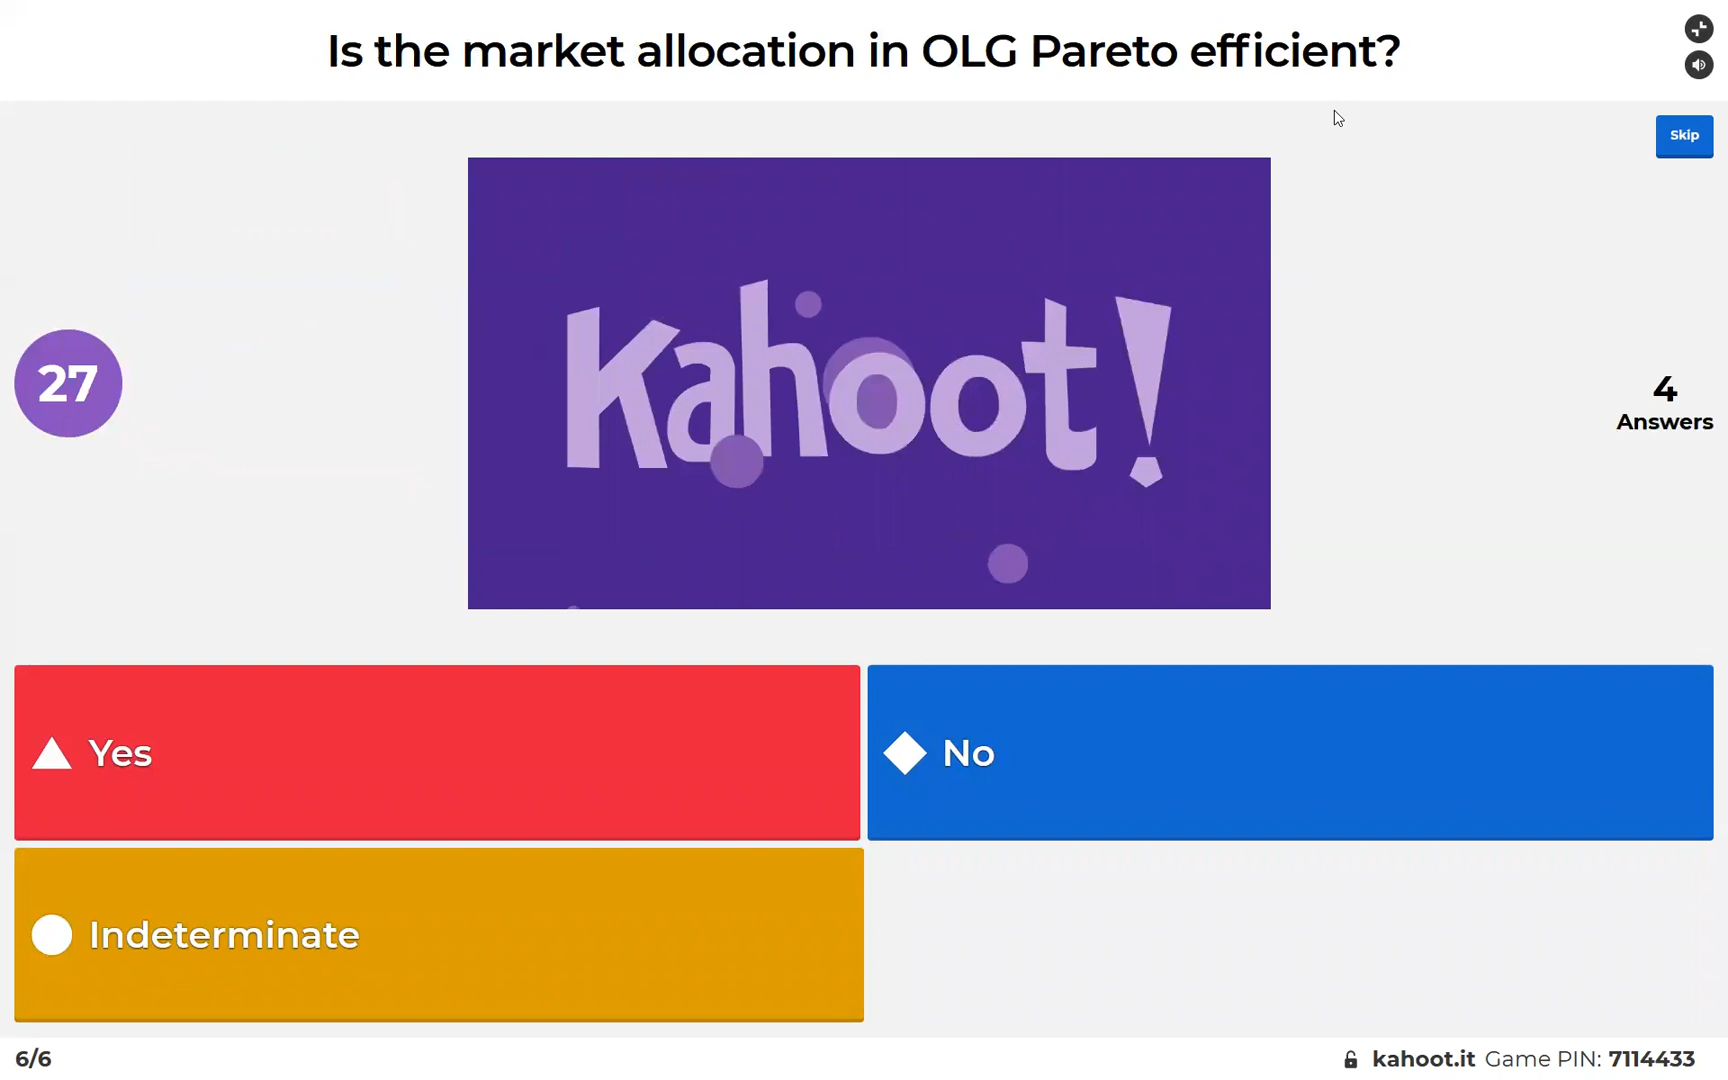 Is the market allocation in OLG Pareto efficient?
Skip
Kahoot!
27
4
Answers
Yes
No
Indeterminate
6/6
kahoot.it Game PIN: 7114433